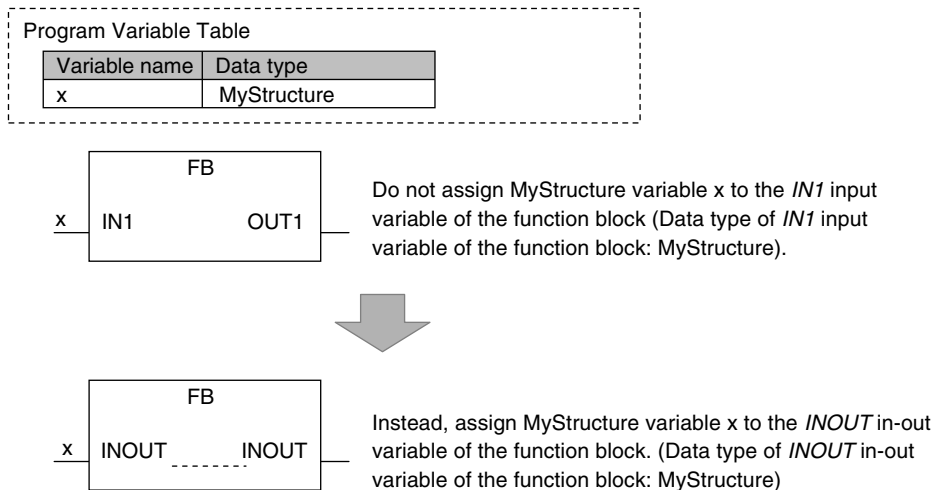 Program Variable Table
Variable name Data type
x MyStructure
FB
x IN1 OUT1
Do not assign MyStructure variable x to the IN1 input
variable of the function block (Data type of IN1 input
variable of the function block: MyStructure).
FB
x INOUT INOUT
Instead, assign MyStructure variable x to the INOUT in-out
variable of the function block. (Data type of INOUT in-out
variable of the function block: MyStructure)